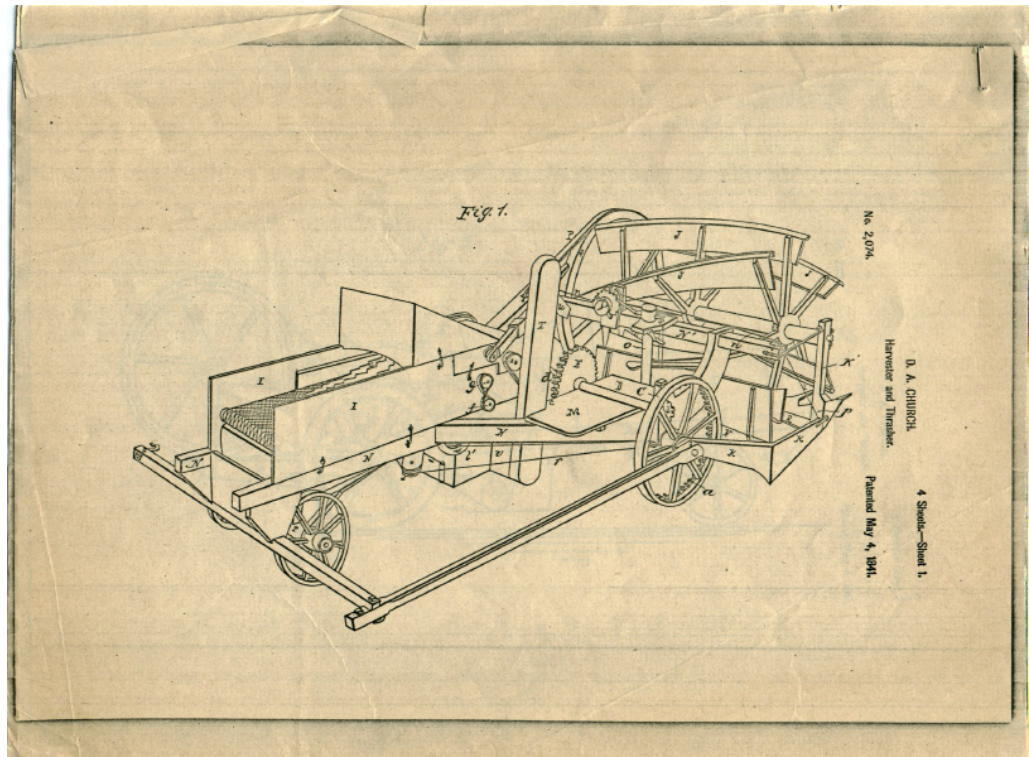 4 Sheets—Sheet 1.
D. A. CHURCH.
Harvester and Thrasher.
No. 2,074.
Patented May 4, 1841.
Fig. 1.
J
I
I
N
N
M
a